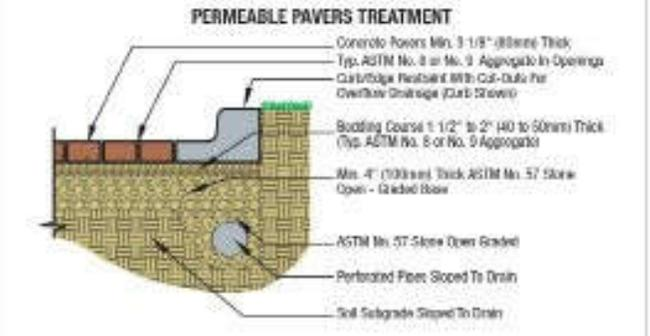 PERMEABLE PAVERS TREATMENT
Concrete Pavers Min. 3 1/8" (80mm) Thick
Typ. ASTM No. 8 or No. 9 Aggregate In Openings
Curb/Edge Restraint With Cut-Outs For
Overflow Drainage (Curb Shown)
Bedding Course 1 1/2" to 2" (40 to 50mm) Thick
(Typ. ASTM No. 8 or No. 9 Aggregate)
Min. 4" (100mm) Thick ASTM No. 57 Stone
Open - Graded Base
ASTM No. 57 Stone Open Graded
Perforated Pipes Sloped To Drain
Soil Subgrade Sloped To Drain